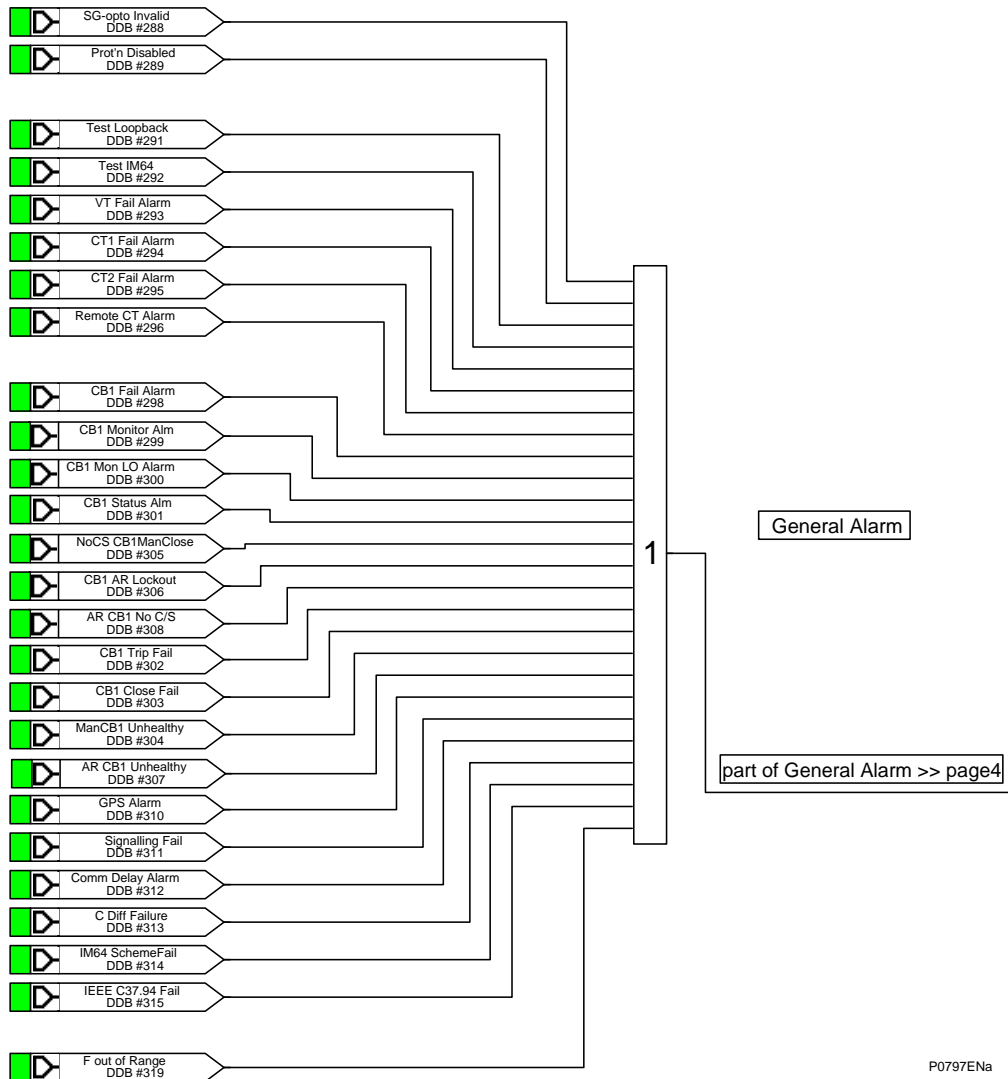 SG-opto Invalid
DDB #288
Prot'n Disabled
DDB #289
Test Loopback
DDB #291
Test IM64
DDB #292
VT Fail Alarm
DDB #293
CT1 Fail Alarm
DDB #294
CT2 Fail Alarm
DDB #295
Remote CT Alarm
DDB #296
CB1 Fail Alarm
DDB #298
CB1 Monitor Alm
DDB #299
CB1 Mon LO Alarm
DDB #300
CB1 Status Alm
DDB #301
NoCS CB1ManClose
DDB #305
CB1 AR Lockout
DDB #306
AR CB1 No C/S
DDB #308
CB1 Trip Fail
DDB #302
CB1 Close Fail
DDB #303
ManCB1 Unhealthy
DDB #304
AR CB1 Unhealthy
DDB #307
GPS Alarm
DDB #310
Signalling Fail
DDB #311
Comm Delay Alarm
DDB #312
C Diff Failure
DDB #313
IM64 SchemeFail
DDB #314
IEEE C37.94 Fail
DDB #315
F out of Range
DDB #319
1
General Alarm
part of General Alarm >> page4
P0797ENa